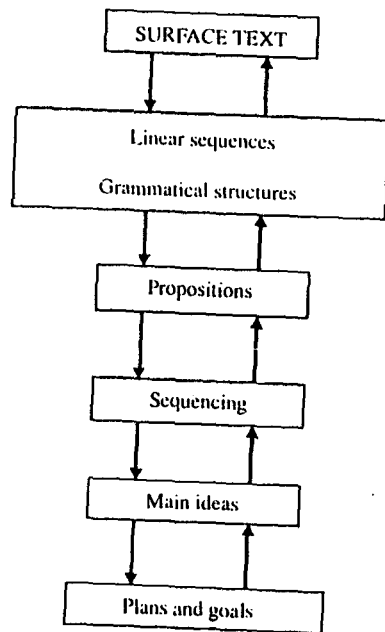 SURFACE TEXT
Linear sequences
Grammatical structures
Propositions
Sequencing
Main ideas
Plans and goals